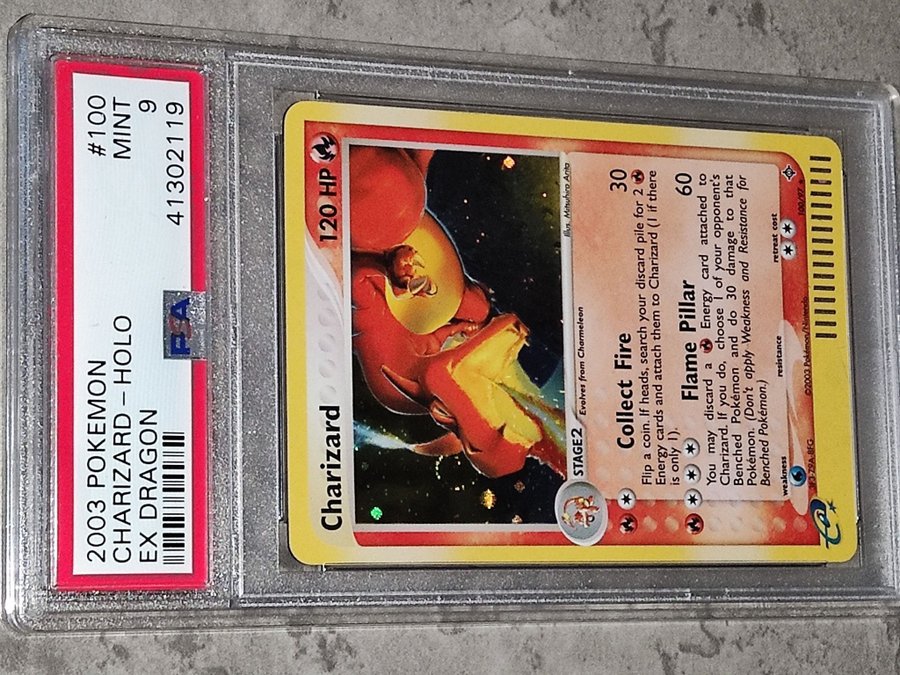 2003 POKEMON #100
CHARIZARD - HOLO MINT
EX DRAGON 9
41302119
PSA
Charizard 120 HP
STAGE2 Evolves from Charmeleon Illus. Mitsuhiro Arita
Collect Fire 30
Flip a coin. If heads, search your discard pile for 2
Energy cards and attach them to Charizard (1 if there
is only 1).
Flame Pillar 60
You may discard a Energy card attached to
Charizard. If you do, choose 1 of your opponent's
Benched Pokémon and do 30 damage to that
Pokémon. (Don't apply Weakness and Resistance for
Benched Pokémon.)
weakness resistance retreat cost
©2003 Pokémon/Nintendo 100/97
e